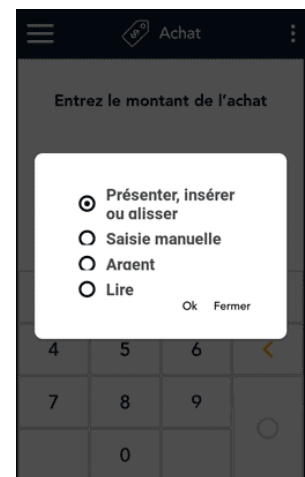 Achat
Entrez le montant de l'achat
Présenter, insérer
ou glisser
Saisie manuelle
Argent
Lire
Ok Fermer
4 5 6 <
7 8 9
0